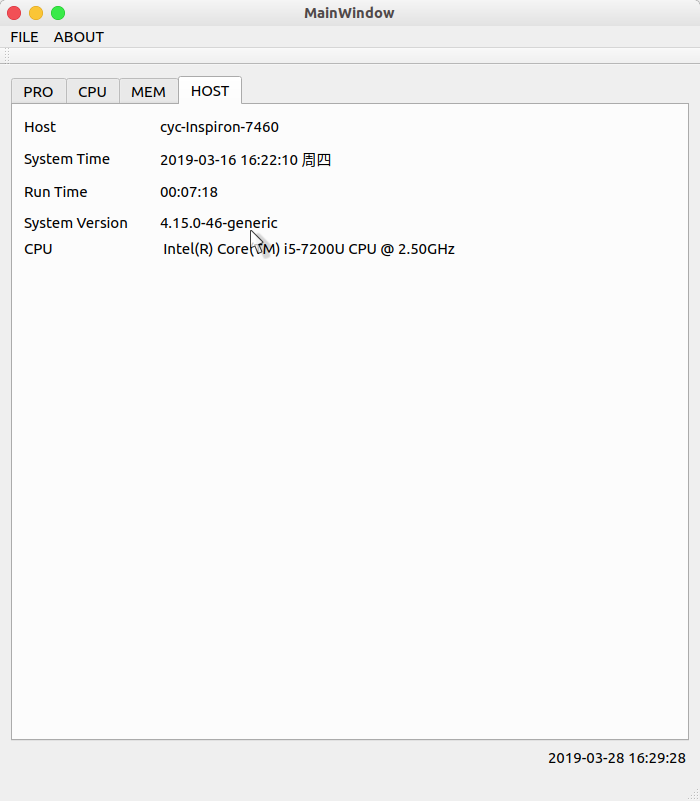 MainWindow
FILE ABOUT
PRO CPU MEM HOST
Host cyc-Inspiron-7460
System Time 2019-03-16 16:22:10 周四
Run Time 00:07:18
System Version 4.15.0-46-generic
CPU Intel(R) Core(TM) i5-7200U CPU @ 2.50GHz
2019-03-28 16:29:28